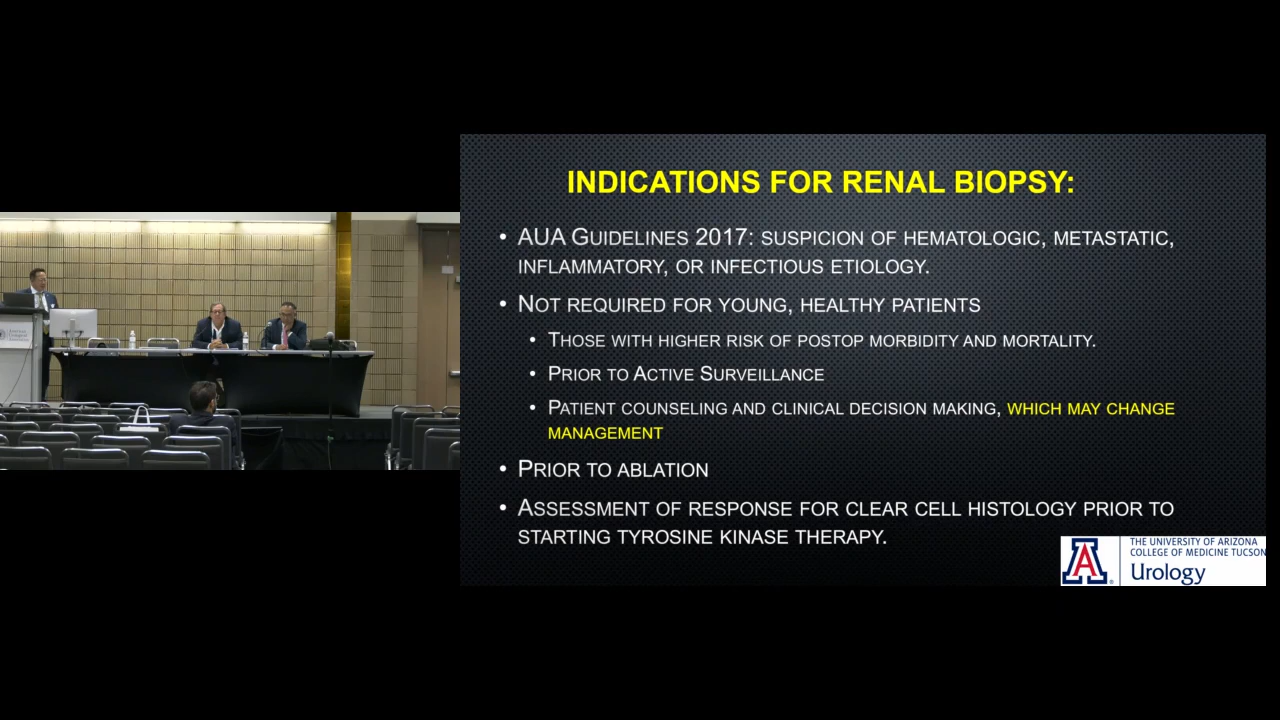 INDICATIONS FOR RENAL BIOPSY:
• AUA GUIDELINES 2017: SUSPICION OF HEMATOLOGIC, METASTATIC,
INFLAMMATORY, OR INFECTIOUS ETIOLOGY.
• NOT REQUIRED FOR YOUNG, HEALTHY PATIENTS
• THOSE WITH HIGHER RISK OF POSTOP MORBIDITY AND MORTALITY.
• PRIOR TO ACTIVE SURVEILLANCE
• PATIENT COUNSELING AND CLINICAL DECISION MAKING, WHICH MAY CHANGE
MANAGEMENT
• PRIOR TO ABLATION
• ASSESSMENT OF RESPONSE FOR CLEAR CELL HISTOLOGY PRIOR TO
STARTING TYROSINE KINASE THERAPY.
THE UNIVERSITY OF ARIZONA
COLLEGE OF MEDICINE TUCSON
Urology